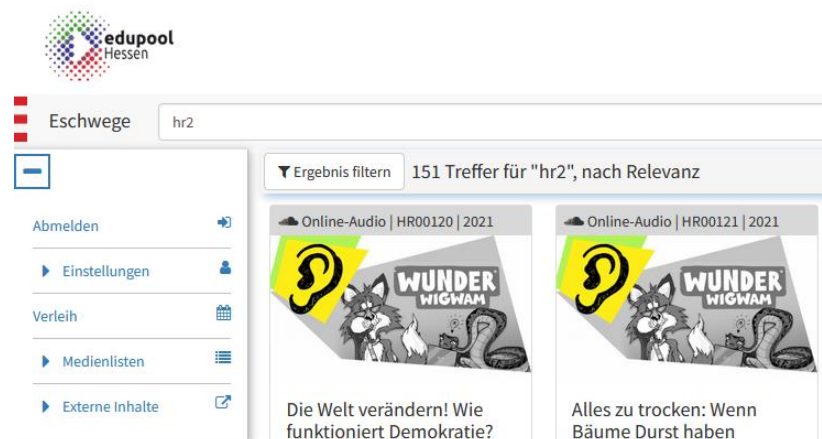 edupool
Hessen
Eschwege
hr2
Ergebnis filtern
151 Treffer für "hr2", nach Relevanz
Abmelden
Einstellungen
Verleih
Medienlisten
Externe Inhalte
Online-Audio | HR00120 | 2021
WUNDER
WIGWAM
Die Welt verändern! Wie
funktioniert Demokratie?
Online-Audio | HR00121 | 2021
WUNDER
WIGWAM
Alles zu trocken: Wenn
Bäume Durst haben